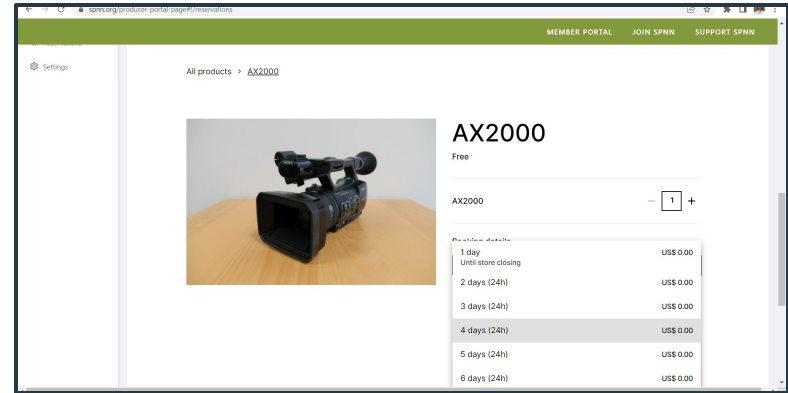 spnn.org/producer-portal-page#!/reservations
MEMBER PORTAL JOIN SPNN SUPPORT SPNN
Reservations
Settings
All products > AX2000
AX2000
Free
AX2000 — 1 +
Booking details
1 day US$ 0.00
Until store closing
2 days (24h) US$ 0.00
3 days (24h) US$ 0.00
4 days (24h) US$ 0.00
5 days (24h) US$ 0.00
6 days (24h) US$ 0.00